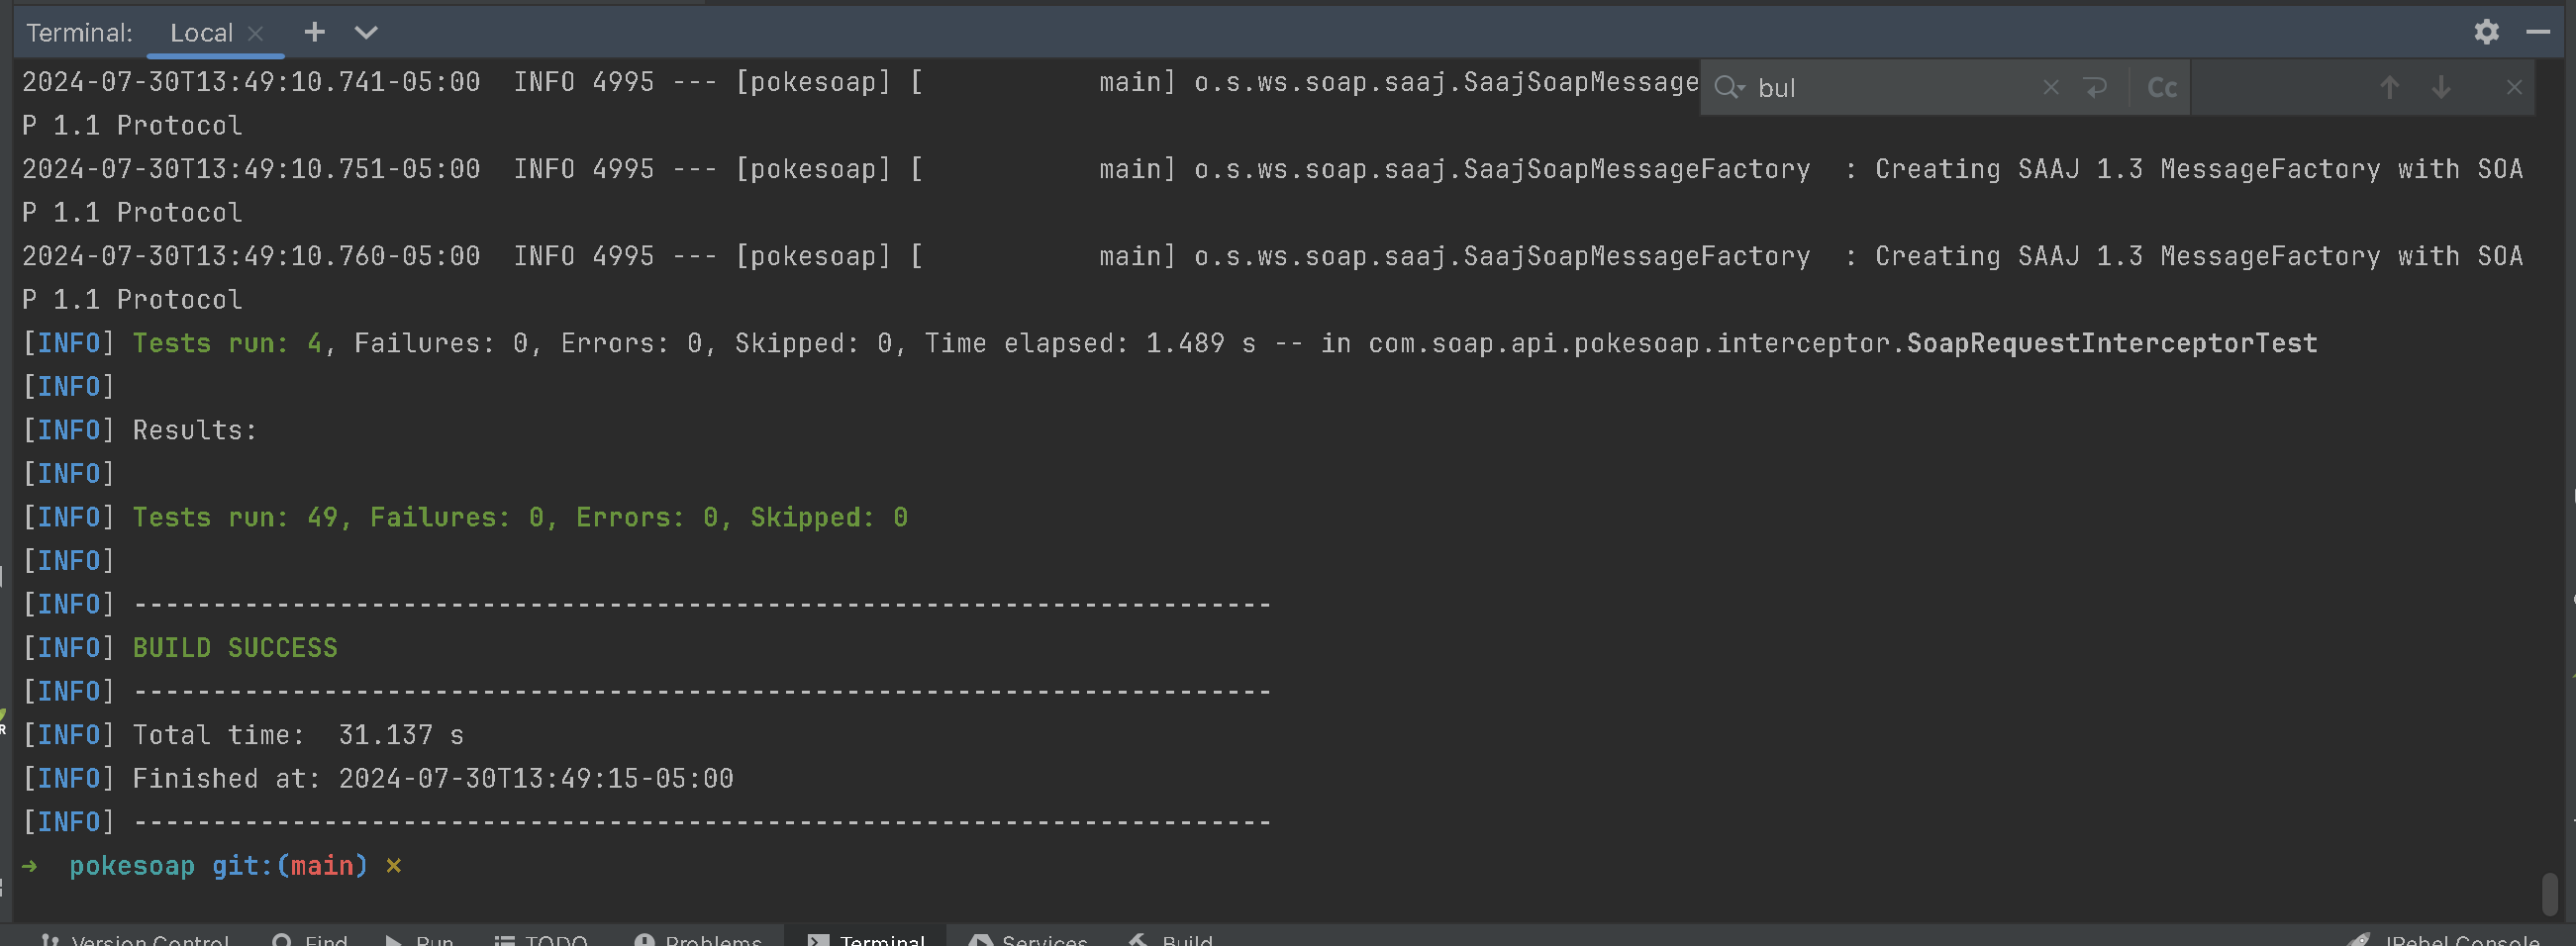 Terminal: Local
2024-07-30T13:49:10.741-05:00  INFO 4995 --- [pokesoap] [           main] o.s.ws.soap.saaj.SaajSoapMessage
bul Cc
P 1.1 Protocol
2024-07-30T13:49:10.751-05:00  INFO 4995 --- [pokesoap] [           main] o.s.ws.soap.saaj.SaajSoapMessageFactory  : Creating SAAJ 1.3 MessageFactory with SOA
P 1.1 Protocol
2024-07-30T13:49:10.760-05:00  INFO 4995 --- [pokesoap] [           main] o.s.ws.soap.saaj.SaajSoapMessageFactory  : Creating SAAJ 1.3 MessageFactory with SOA
P 1.1 Protocol
[INFO] Tests run: 4, Failures: 0, Errors: 0, Skipped: 0, Time elapsed: 1.489 s -- in com.soap.api.pokesoap.interceptor.SoapRequestInterceptorTest
[INFO]
[INFO] Results:
[INFO]
[INFO] Tests run: 49, Failures: 0, Errors: 0, Skipped: 0
[INFO]
[INFO] ------------------------------------------------------------------------
[INFO] BUILD SUCCESS
[INFO] ------------------------------------------------------------------------
[INFO] Total time:  31.137 s
[INFO] Finished at: 2024-07-30T13:49:15-05:00
[INFO] ------------------------------------------------------------------------
➜  pokesoap git:(main) ✗
Version Control Find Run TODO Problems Terminal Services Build JRebel Console